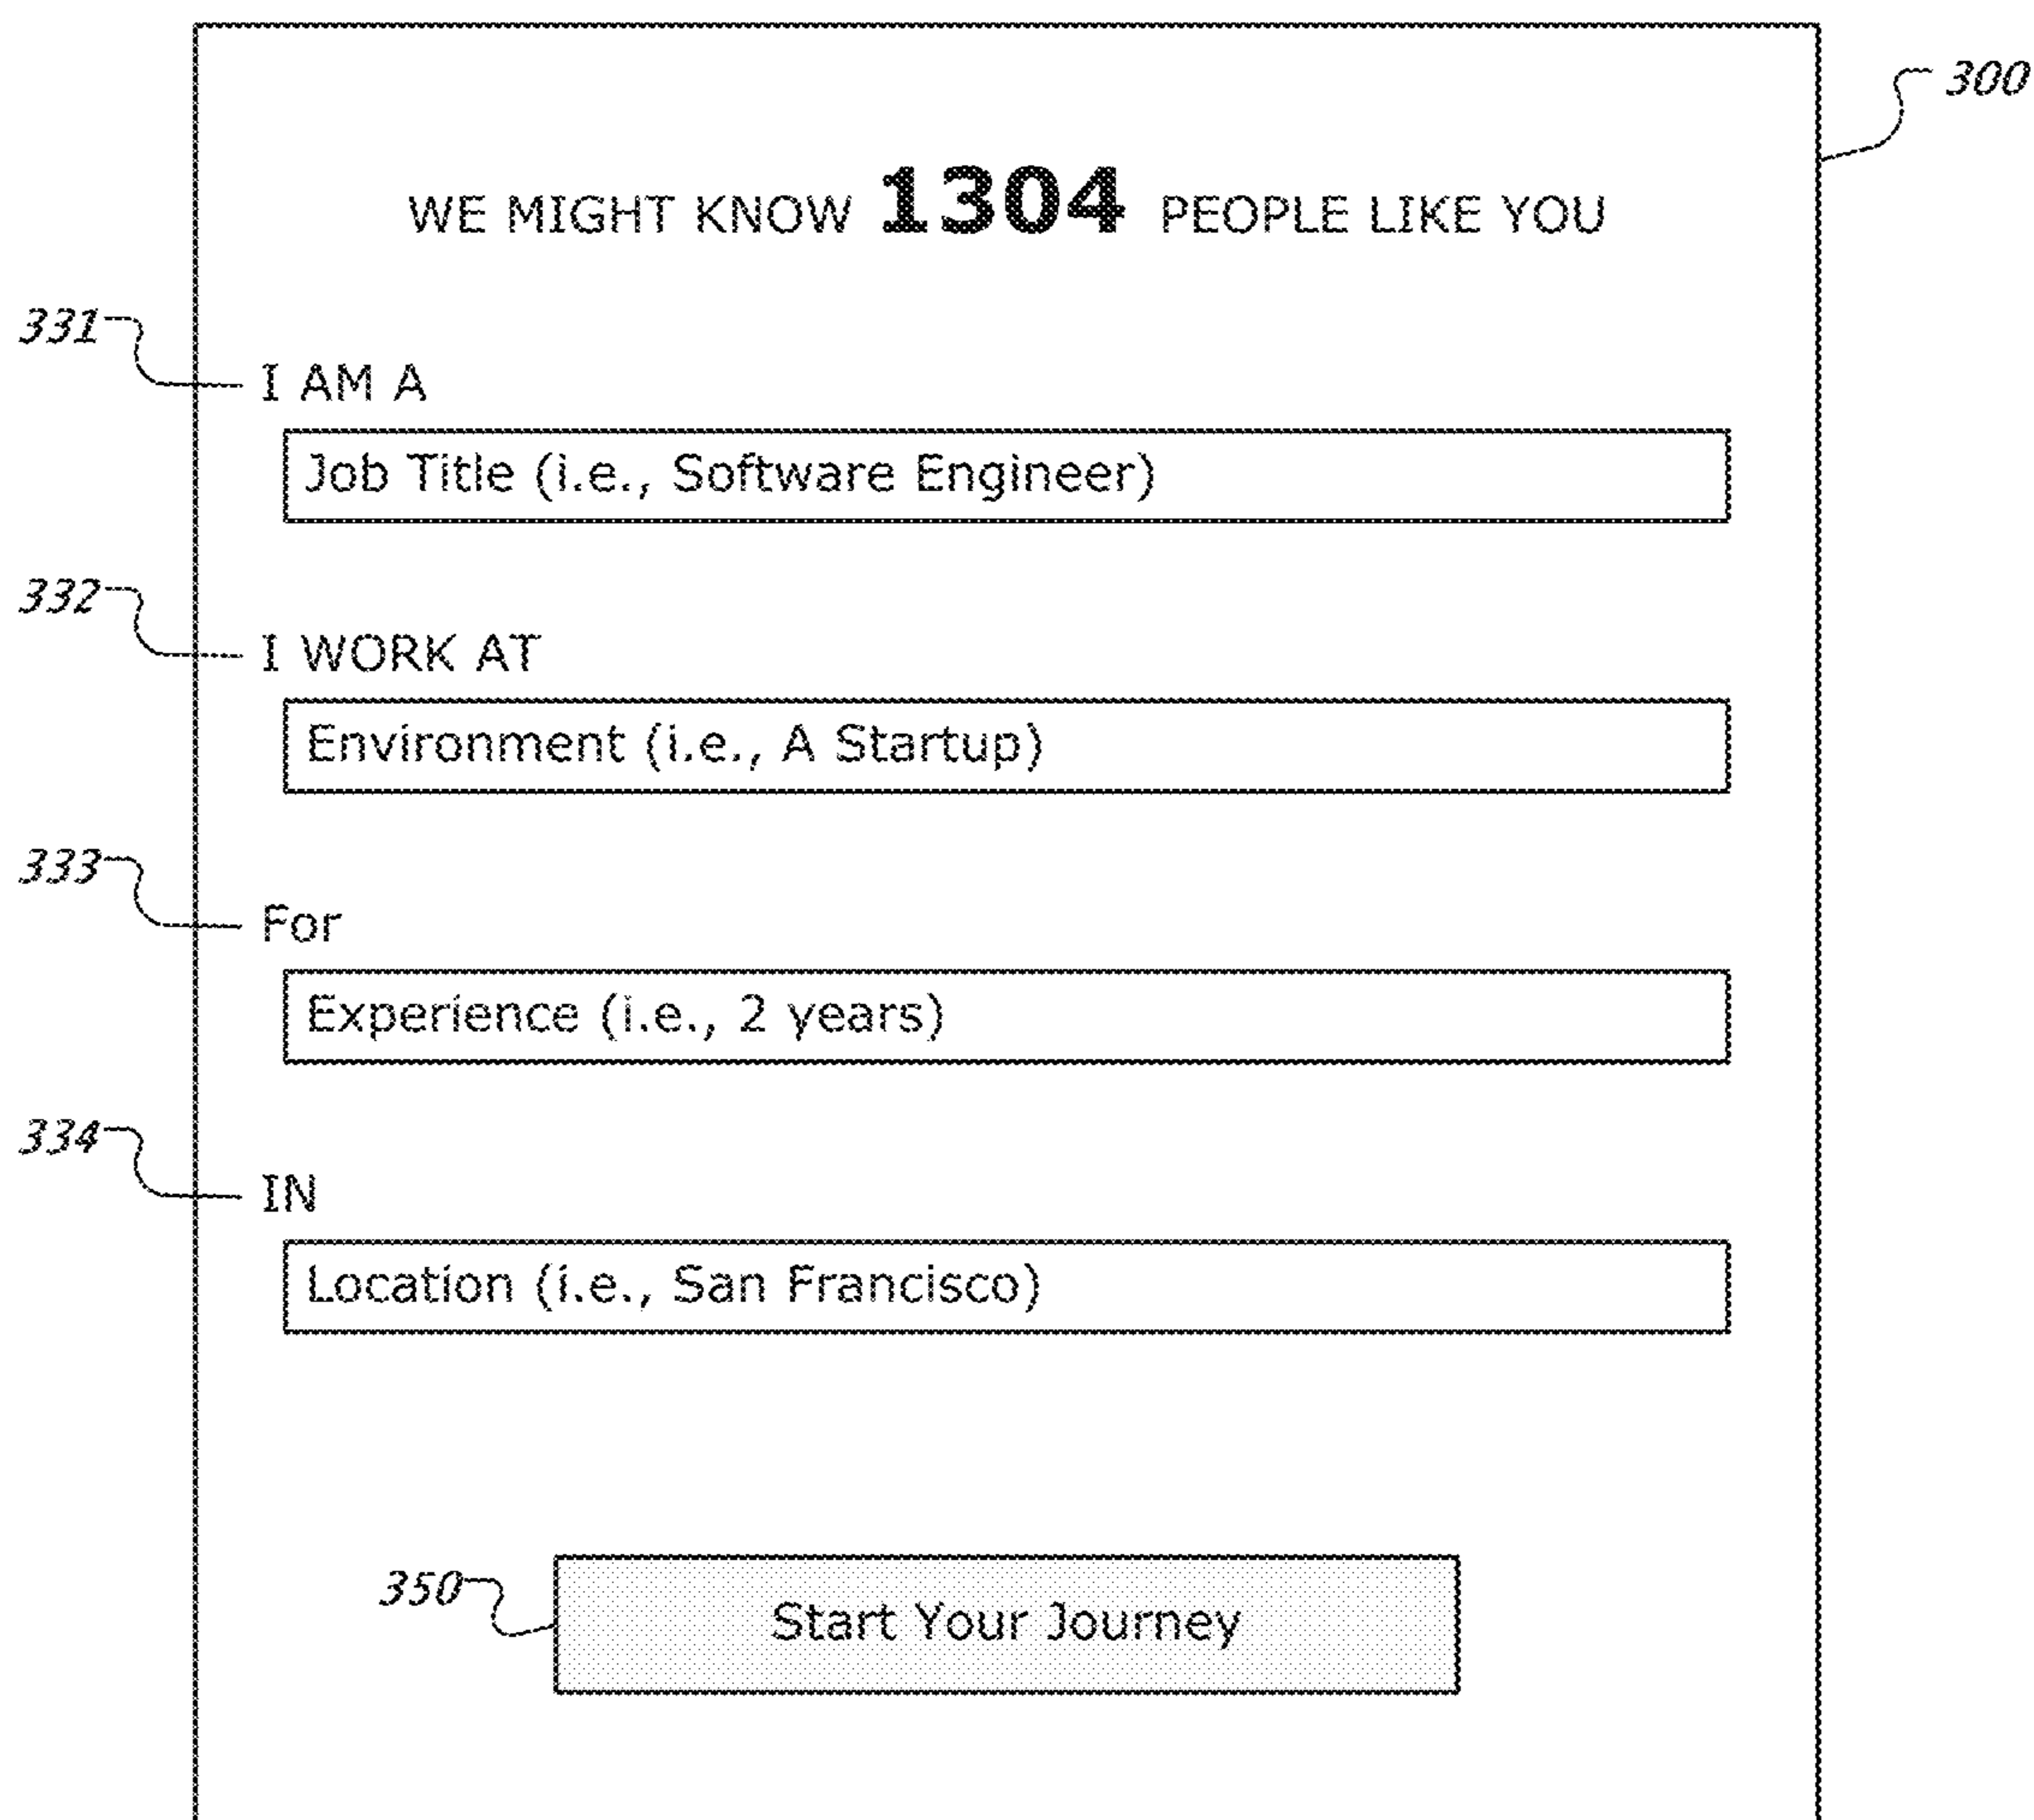 300
WE MIGHT KNOW 1304 PEOPLE LIKE YOU
331
I AM A
Job Title (i.e., Software Engineer)
332
I WORK AT
Environment (i.e., A Startup)
333
For
Experience (i.e., 2 years)
334
IN
Location (i.e., San Francisco)
350
Start Your Journey